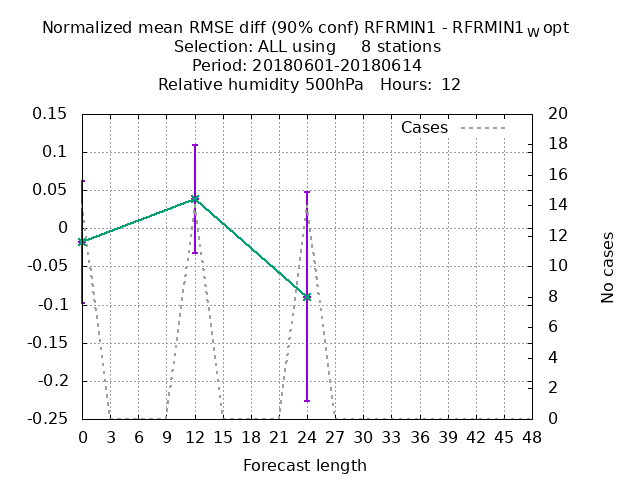 Normalized mean RMSE diff (90% conf) RFRMIN1 - RFRMIN1_W opt
Selection: ALL using 8 stations
Period: 20180601-20180614
Relative humidity 500hPa Hours: 12
Cases
0.15
0.1
0.05
0
-0.05
-0.1
-0.15
-0.2
-0.25
20
18
16
14
12
10
8
6
4
2
0
No cases
0 3 6 9 12 15 18 21 24 27 30 33 36 39 42 45 48
Forecast length